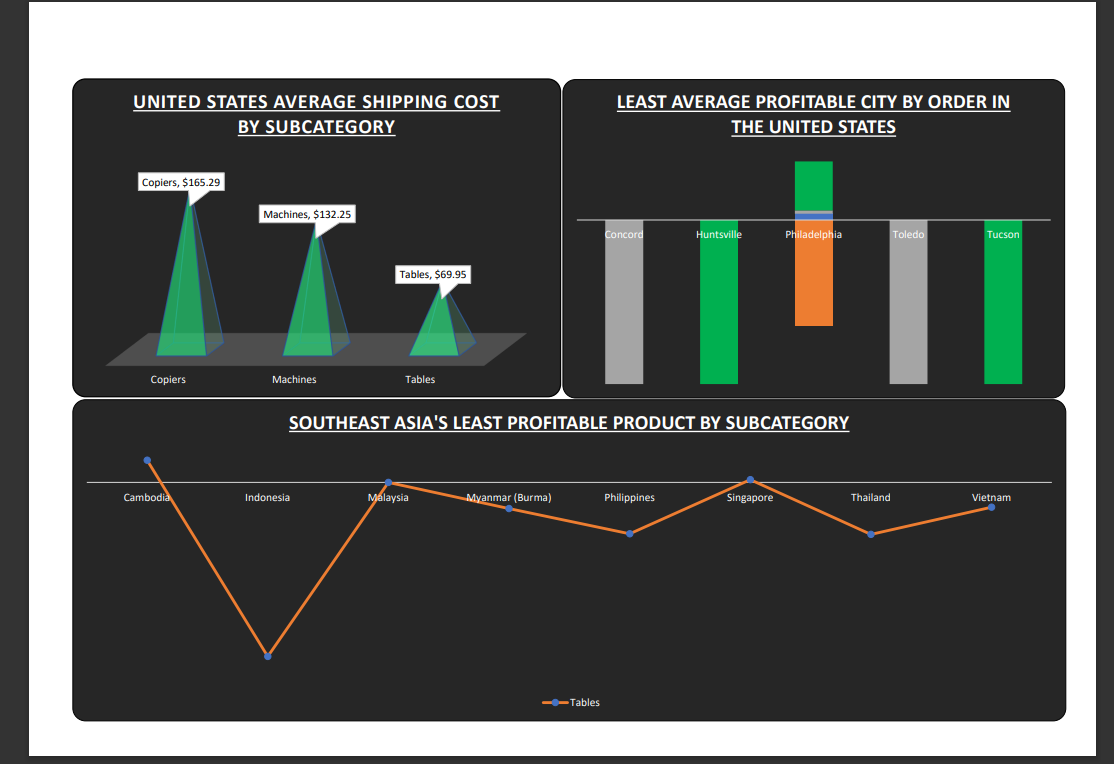 UNITED STATES AVERAGE SHIPPING COST
BY SUBCATEGORY
Copiers, $165.29
Machines, $132.25
Tables, $69.95
Copiers
Machines
Tables
LEAST AVERAGE PROFITABLE CITY BY ORDER IN
THE UNITED STATES
Concord
Huntsville
Philadelphia
Toledo
Tucson
SOUTHEAST ASIA'S LEAST PROFITABLE PRODUCT BY SUBCATEGORY
Cambodia
Indonesia
Malaysia
Myanmar (Burma)
Philippines
Singapore
Thailand
Vietnam
Tables